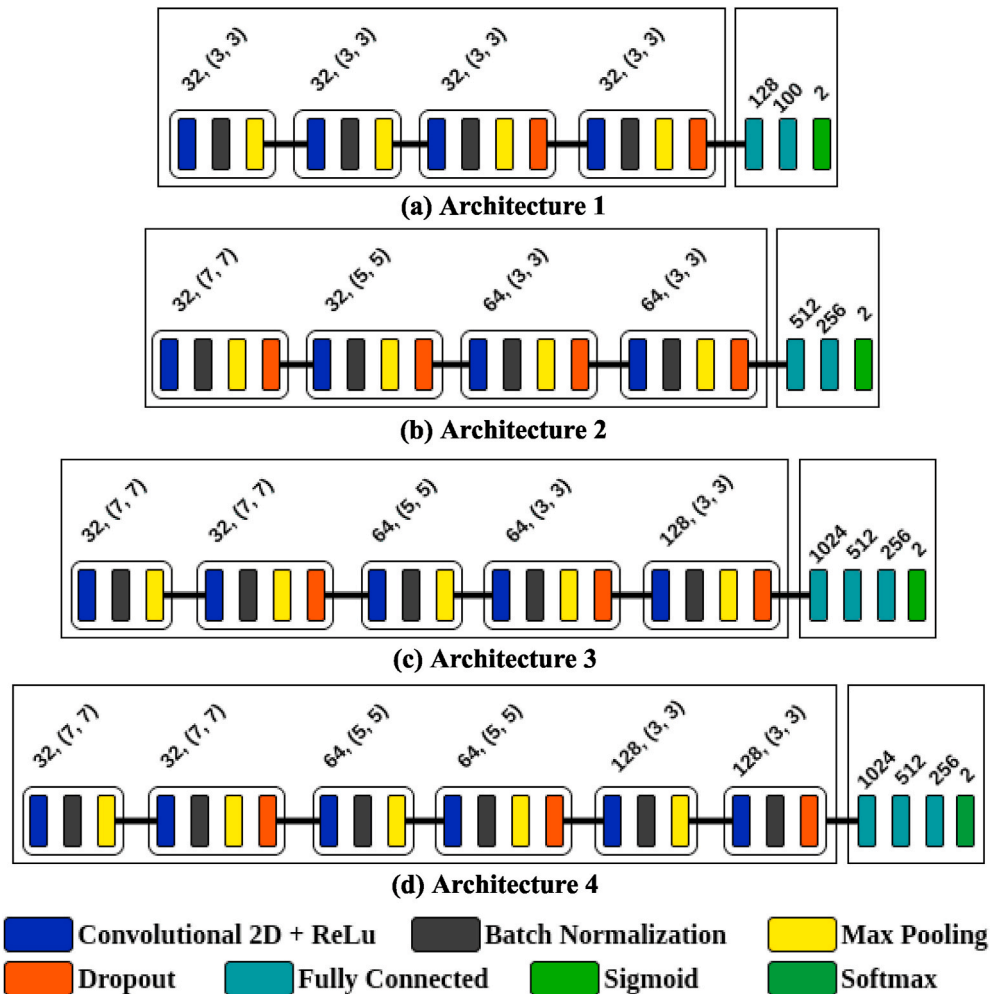 32, (3, 3) 32, (3, 3) 32, (3, 3) 32, (3, 3) 128 100 2
(a) Architecture 1
32, (7, 7) 32, (5, 5) 64, (3, 3) 64, (3, 3) 512 256 2
(b) Architecture 2
32, (7, 7) 32, (7, 7) 64, (5, 5) 64, (3, 3) 128, (3, 3) 1024 512 256 2
(c) Architecture 3
32, (7, 7) 32, (7, 7) 64, (5, 5) 64, (5, 5) 128, (3, 3) 128, (3, 3) 1024 512 256 2
(d) Architecture 4
Convolutional 2D + ReLu Batch Normalization Max Pooling
Dropout Fully Connected Sigmoid Softmax